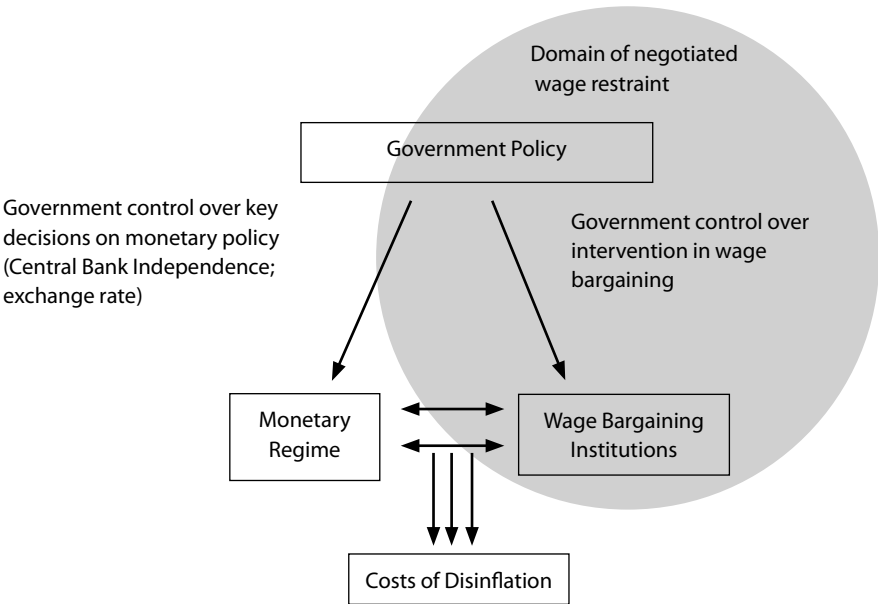 Domain of negotiated
wage restraint
Government Policy
Government control over key
decisions on monetary policy
(Central Bank Independence;
exchange rate)
Government control over
intervention in wage
bargaining
Monetary
Regime
Wage Bargaining
Institutions
Costs of Disinflation